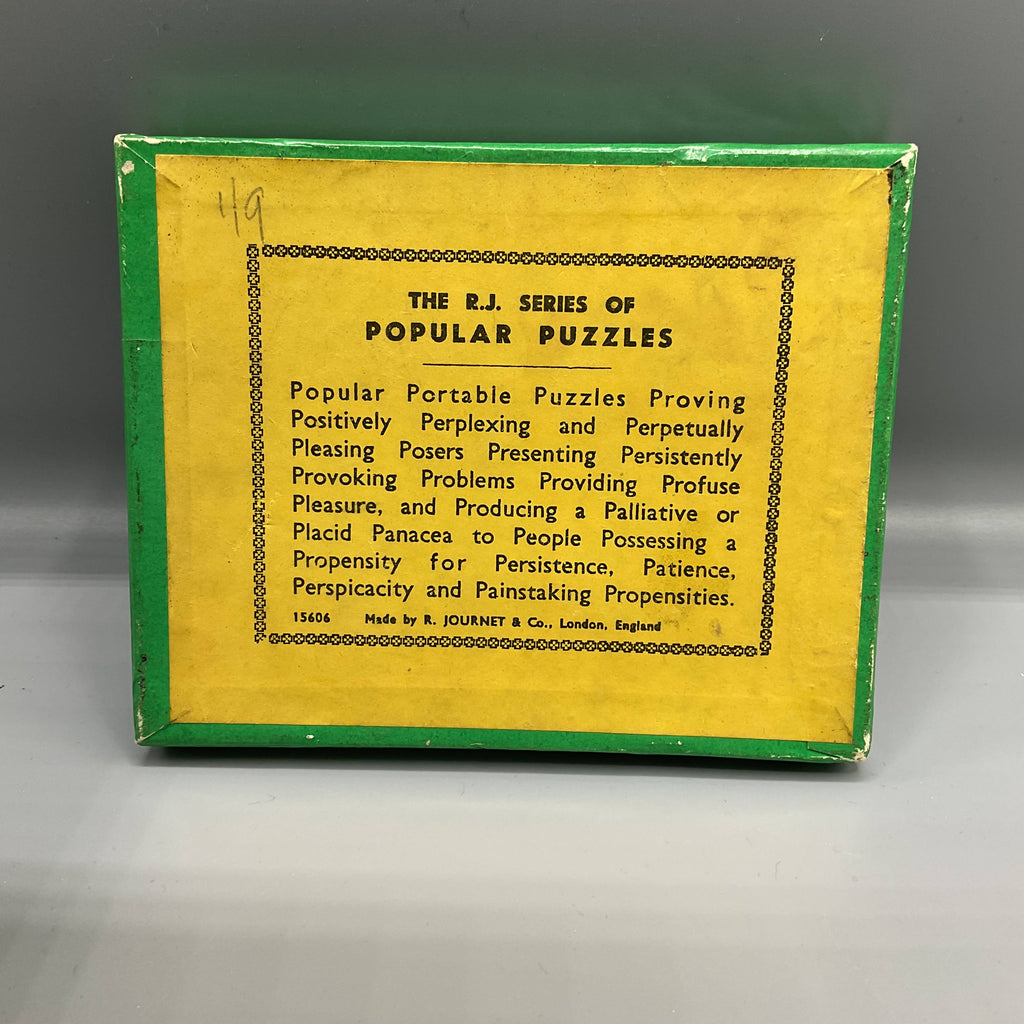 49
THE R.J. SERIES OF
POPULAR PUZZLES
Popular Portable Puzzles Proving
Positively Perplexing and Perpetually
Pleasing Posers Presenting Persistently
Provoking Problems Providing Profuse
Pleasure, and Producing a Palliative or
Placid Panacea to People Possessing a
Propensity for Persistence, Patience,
Perspicacity and Painstaking Propensities.
15606 Made by R. JOURNET & Co., London, England